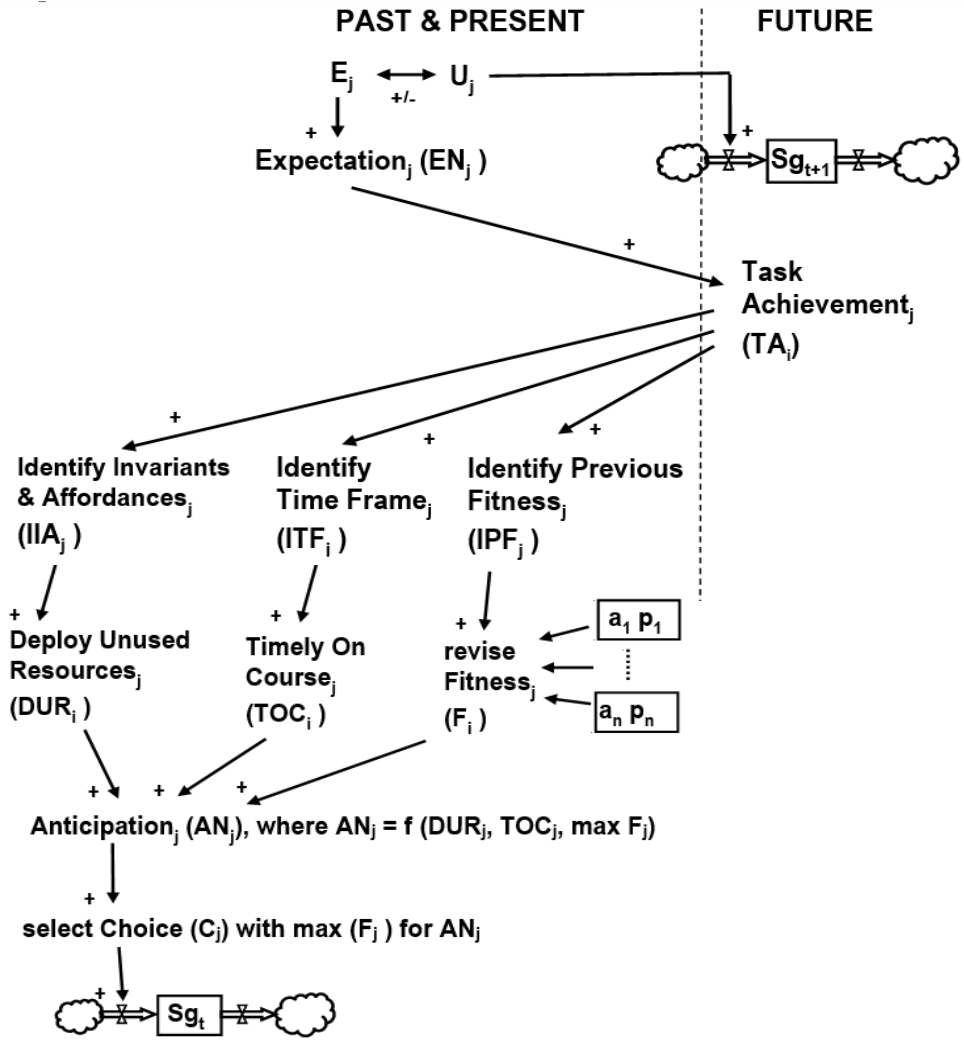 PAST & PRESENT FUTURE
Ej Uj
+/-
+
+
Expectationj (ENj )
Sgt+1
+
Task
Achievementj
(TAi)
+
+
+
Identify Invariants
& Affordancesj
(IIAj )
Identify
Time Framej
(ITFi )
Identify Previous
Fitnessj
(IPFj )
+
Deploy Unused
Resourcesj
(DURi )
+
Timely On
Coursej
(TOCi )
+
revise
Fitnessj
(Fi )
a1 p1
an pn
+
+
+
Anticipationj (ANj), where ANj = f (DURj, TOCj, max Fj)
+
select Choice (Cj) with max (Fj ) for ANj
+
Sgt